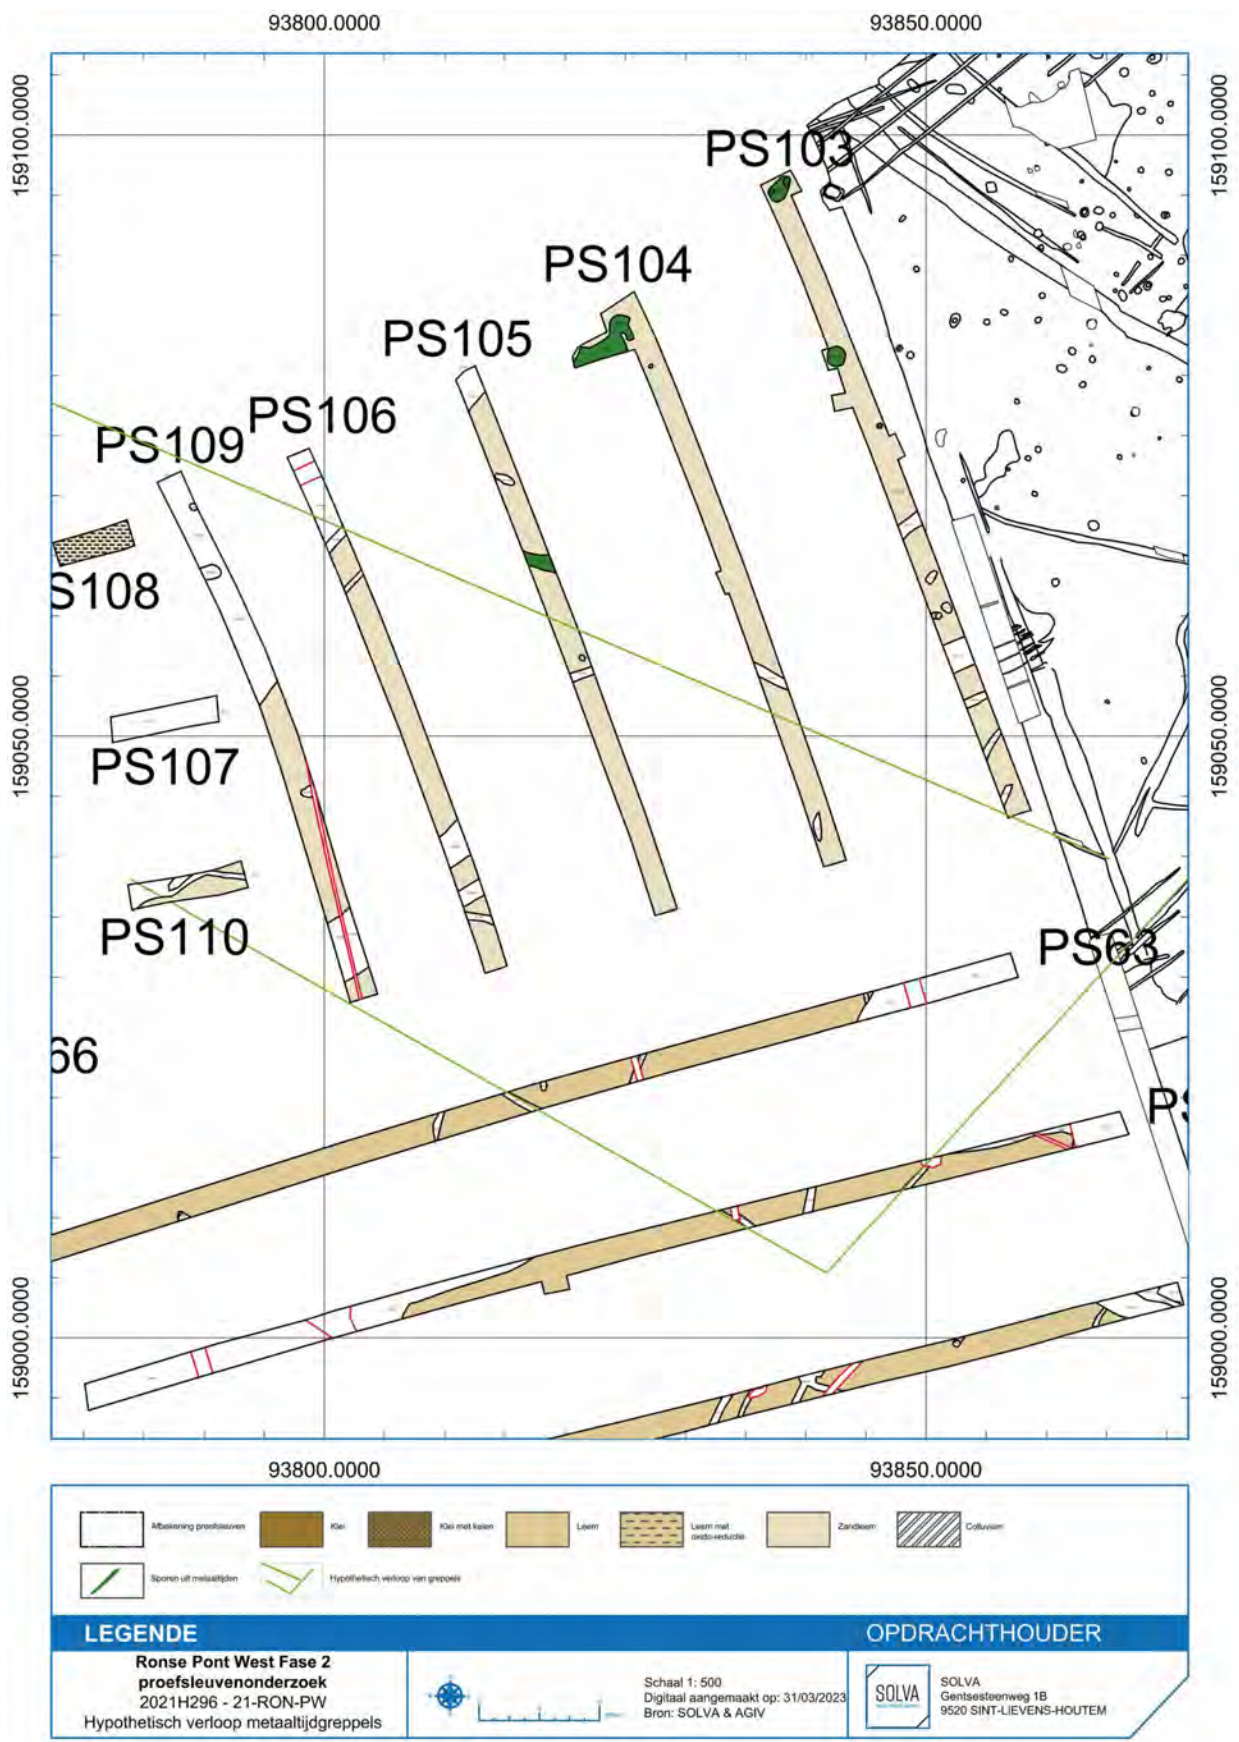 93800.0000 93850.0000
159100.0000 159100.0000
PS103
PS104
PS105
PS106
PS109
S108
159050.0000 159050.0000
PS107
PS110
PS63
66
PS
159000.0000 159000.0000
93800.0000 93850.0000
Afbakening proefsleuven Klei Klei met keien Leem Leem met
oxido-reductie Zandleem Colluvium
Sporen uit metaaltijden Hypothetisch verloop van greppels
LEGENDE OPDRACHTHOUDER
Ronse Pont West Fase 2
proefsleuvenonderzoek
2021H296 - 21-RON-PW
Hypothetisch verloop metaaltijdgreppels
Schaal 1: 500
Digitaal aangemaakt op: 31/03/2023
Bron: SOLVA & AGIV
SOLVA
SOLVA
Gentsesteenweg 1B
9520 SINT-LIEVENS-HOUTEM